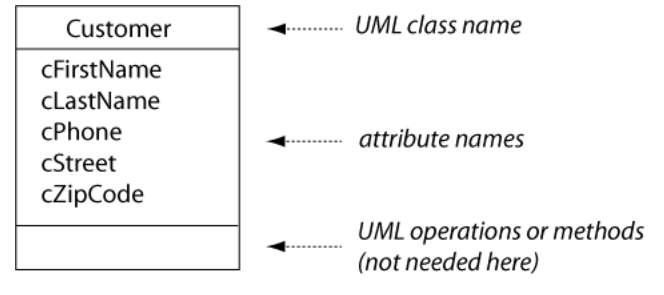 Customer
UML class name
cFirstName
cLastName
cPhone
attribute names
cStreet
cZipCode
UML operations or methods
(not needed here)